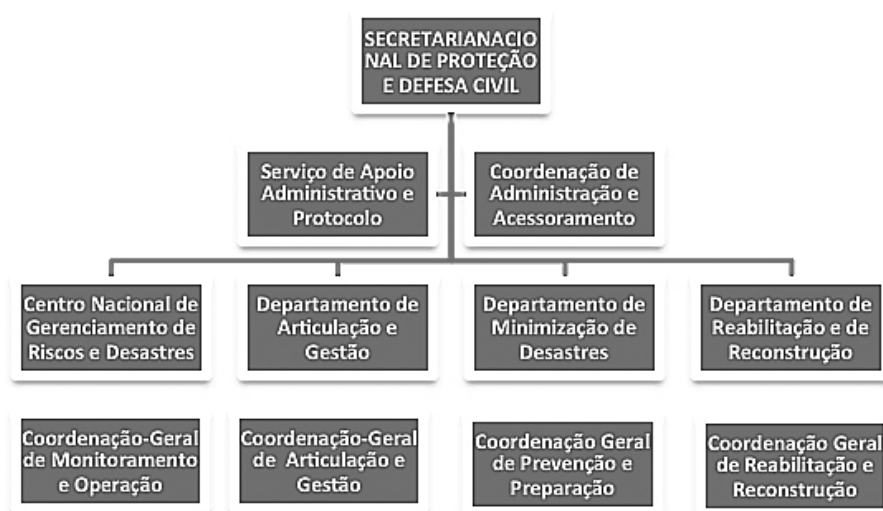 SECRETARIANACIO
NAL DE PROTEÇÃO
E DEFESA CIVIL
Serviço de Apoio
Administrativo e
Protocolo
Coordenação de
Administração e
Acessoramento
Centro Nacional de
Gerenciamento de
Riscos e Desastres
Departamento de
Articulação e
Gestão
Departamento de
Minimização de
Desastres
Departamento de
Reabilitação e de
Reconstrução
Coordenação-Geral
de Monitoramento
e Operação
Coordenação-Geral
de Articulação e
Gestão
Coordenação Geral
de Prevenção e
Preparação
Coordenação Geral
de Reabilitação e
Reconstrução